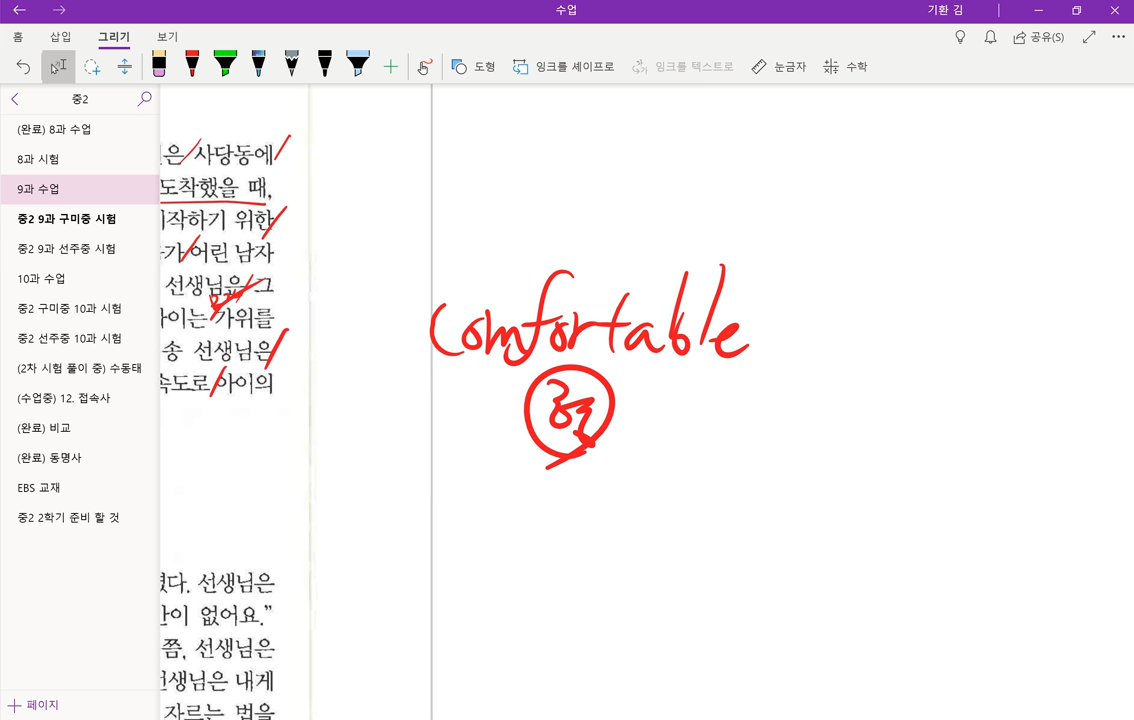 수업
기환 김
홈 삽입 그리기 보기
공유(S)
도형 잉크를 셰이프로 잉크를 텍스트로 눈금자 수학
중2
(완료) 8과 수업
8과 시험
9과 수업
중2 9과 구미중 시험
중2 9과 선주중 시험
10과 수업
중2 구미중 10과 시험
중2 선주중 10과 시험
(2차 시험 풀이 중) 수동태
(수업중) 12. 접속사
(완료) 비교
(완료) 동명사
EBS 교재
중2 2학기 준비 할 것
페이지
은 사당동에
도착했을 때,
시작하기 위한
가 어린 남자
선생님은 그
아이는 가위를
송 선생님은
속도로 아이의
comfortable
였다. 선생님은
간이 없어요.”
쯤, 선생님은
선생님은 내게
자르는 법을